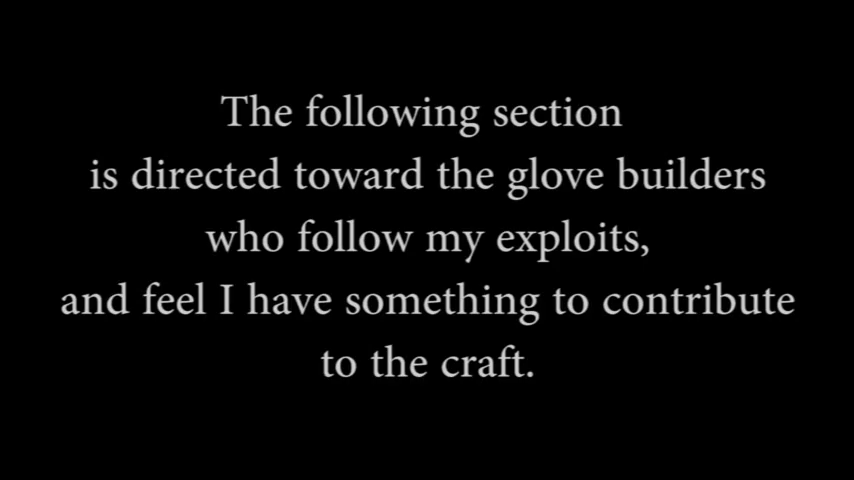 The following section
is directed toward the glove builders
who follow my exploits,
and feel I have something to contribute
to the craft.